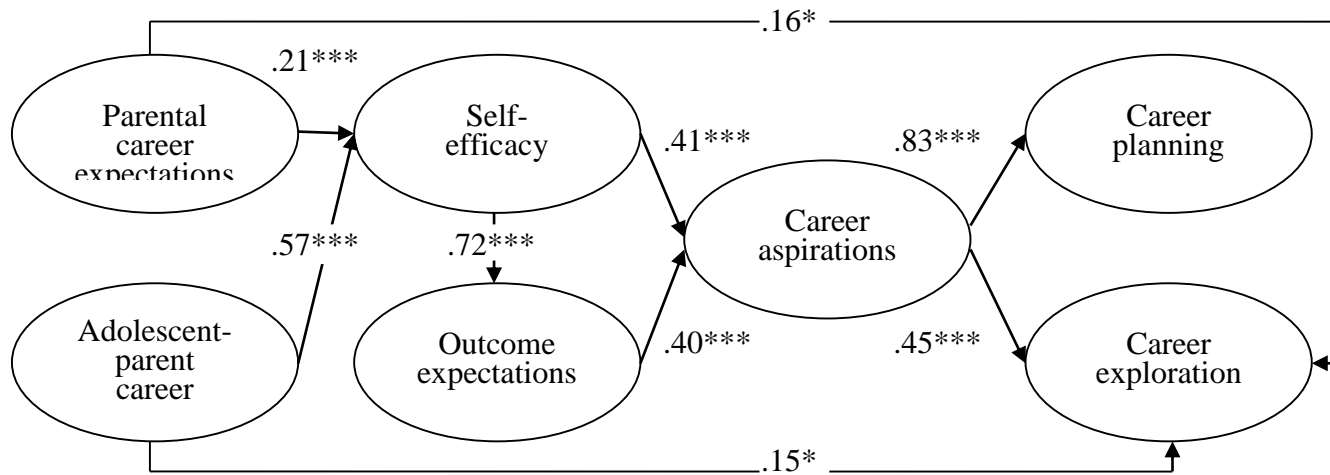 .16*
.21***
Parental
career
expectations
Self-
efficacy
Career
planning
.41***
.83***
Career
aspirations
.57***
.72***
Adolescent-
parent
career
Outcome
expectations
.40***
.45***
Career
exploration
.15*